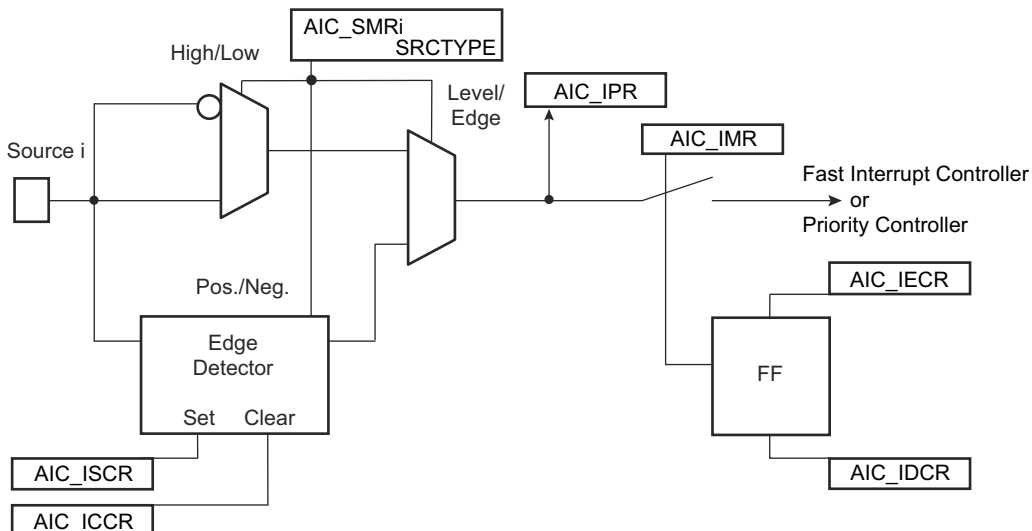 AIC_SMRi
SRCTYPE
High/Low
Level/
Edge
AIC_IPR
AIC_IMR
Source i
Fast Interrupt Controller
or
Priority Controller
Pos./Neg.
AIC_IECR
Edge
Detector
FF
Set Clear
AIC_ISCR
AIC_IDCR
AIC_ICCR